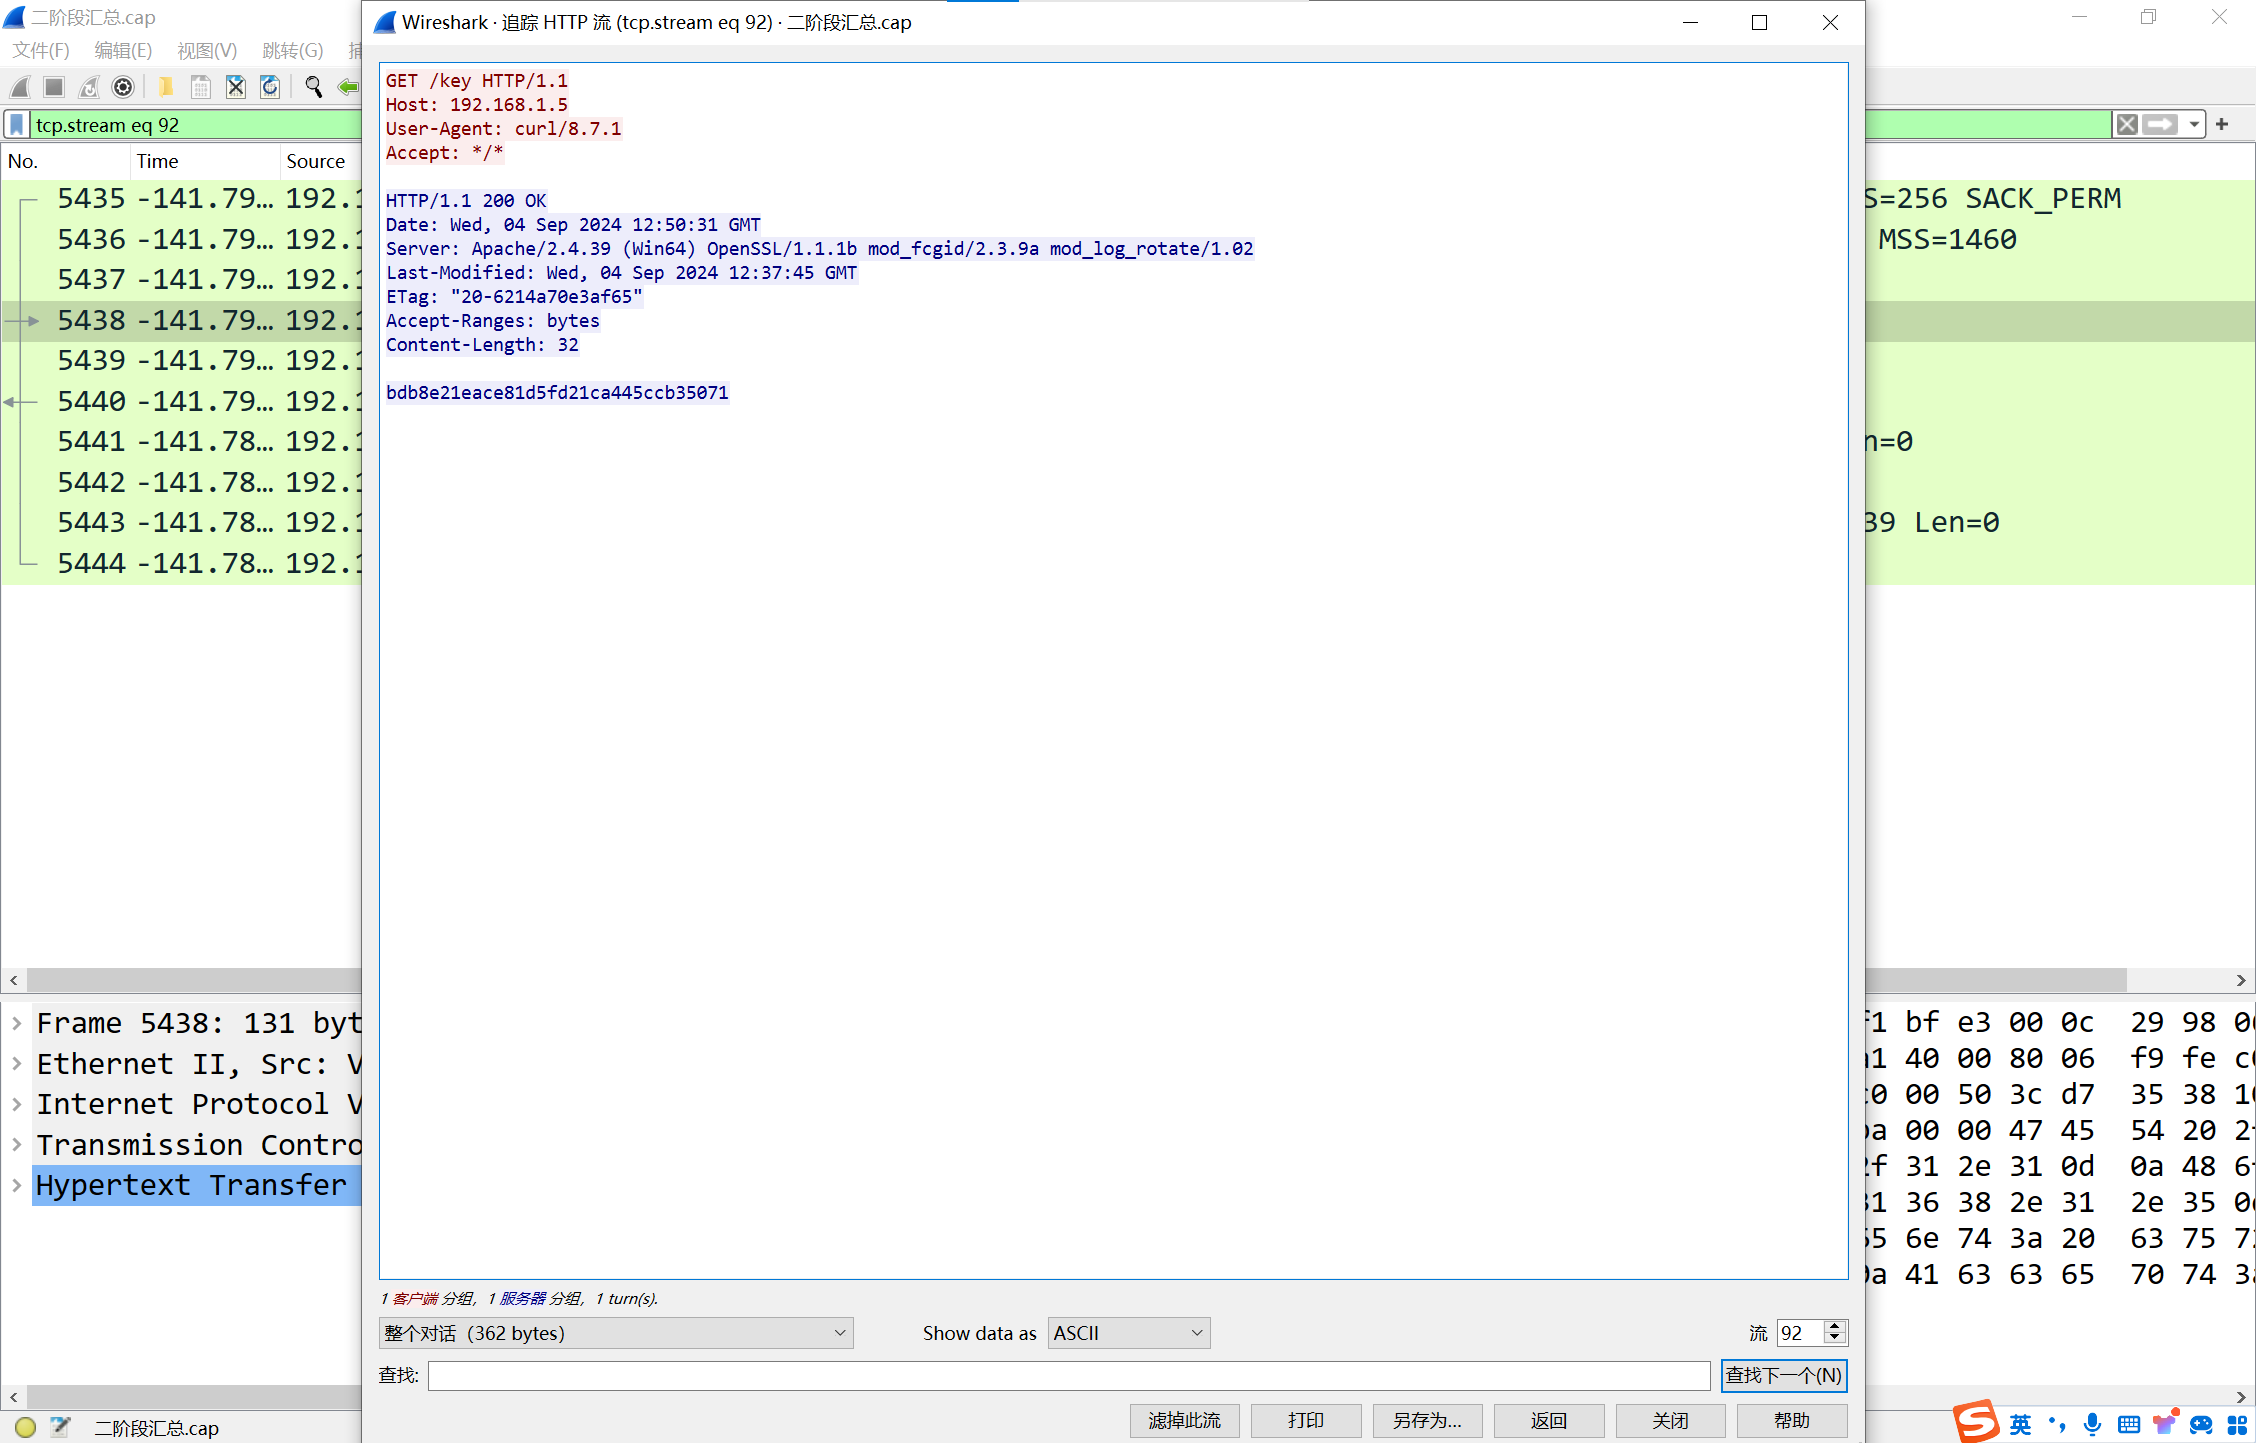 二阶段汇总.cap
文件(F) 编辑(E) 视图(V) 跳转(G)
tcp.stream eq 92
No. Time Source
5435 -141.79… 192.1
5436 -141.79… 192.1
5437 -141.79… 192.1
5438 -141.79… 192.1
5439 -141.79… 192.1
5440 -141.79… 192.1
5441 -141.78… 192.1
5442 -141.78… 192.1
5443 -141.78… 192.1
5444 -141.78… 192.1
S=256 SACK_PERM
MSS=1460
n=0
39 Len=0
Wireshark · 追踪 HTTP 流 (tcp.stream eq 92) · 二阶段汇总.cap
GET /key HTTP/1.1
Host: 192.168.1.5
User-Agent: curl/8.7.1
Accept: */*
HTTP/1.1 200 OK
Date: Wed, 04 Sep 2024 12:50:31 GMT
Server: Apache/2.4.39 (Win64) OpenSSL/1.1.1b mod_fcgid/2.3.9a mod_log_rotate/1.02
Last-Modified: Wed, 04 Sep 2024 12:37:45 GMT
ETag: "20-6214a70e3af65"
Accept-Ranges: bytes
Content-Length: 32
bdb8e21eace81d5fd21ca445ccb35071
1 客户端 分组, 1 服务器 分组, 1 turn(s).
整个对话 (362 bytes)
Show data as ASCII
流 92
查找:
查找下一个(N)
滤掉此流 打印 另存为… 返回 关闭 帮助
Frame 5438: 131 byt
Ethernet II, Src: V
Internet Protocol V
Transmission Contro
Hypertext Transfer
f1 bf e3 00 0c 29 98 0
a1 40 00 80 06 f9 fe c
c0 00 50 3c d7 35 38 1
00 00 47 45 54 20 2
2f 31 2e 31 0d 0a 48 6
31 36 38 2e 31 2e 35 0
6e 74 3a 20 63 75 7
0a 41 63 63 65 70 74 3
二阶段汇总.cap
英